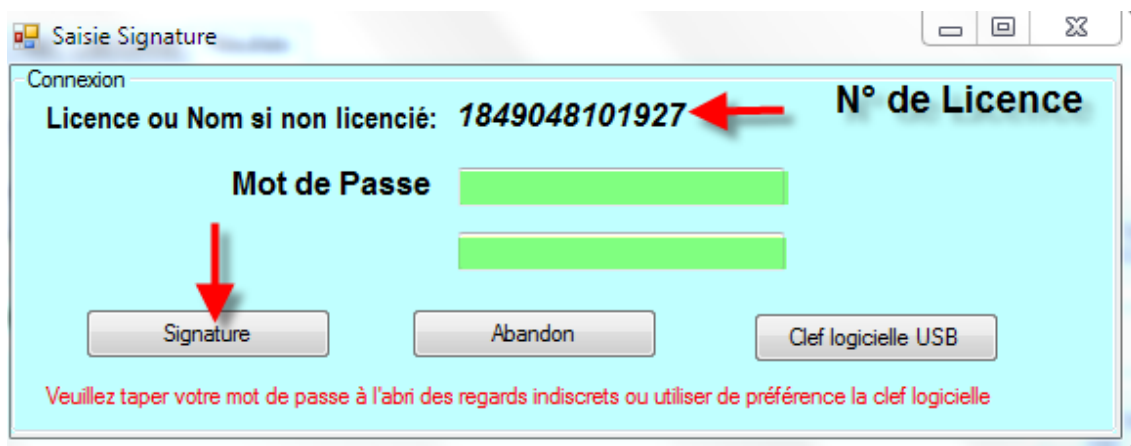 Saisie Signature
Connexion
Licence ou Nom si non licencié: 1849048101927 N° de Licence
Mot de Passe
Signature Abandon Clef logicielle USB
Veuillez taper votre mot de passe à l'abri des regards indiscrets ou utiliser de préférence la clef logicielle